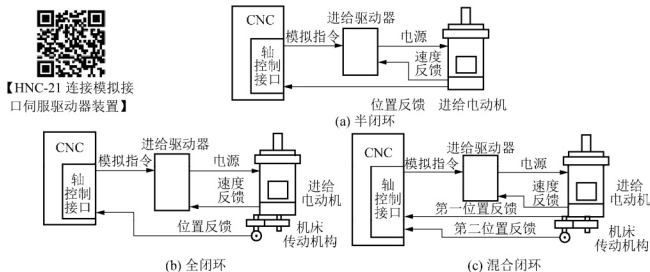 【HNC-21 连接模拟接
口伺服驱动器装置】
CNC
轴
控制
接口
模拟指令
进给驱动器
电源
速度
反馈
位置反馈
进给电动机
(a) 半闭环
CNC
轴
控制
接口
模拟指令
进给驱动器
电源
速度
反馈
进给
电动机
位置反馈
机床
传动机构
(b) 全闭环
CNC
轴
控制
接口
模拟指令
进给驱动器
电源
速度
反馈
进给
电动机
第一位置反馈
第二位置反馈
机床
传动机构
(c) 混合闭环